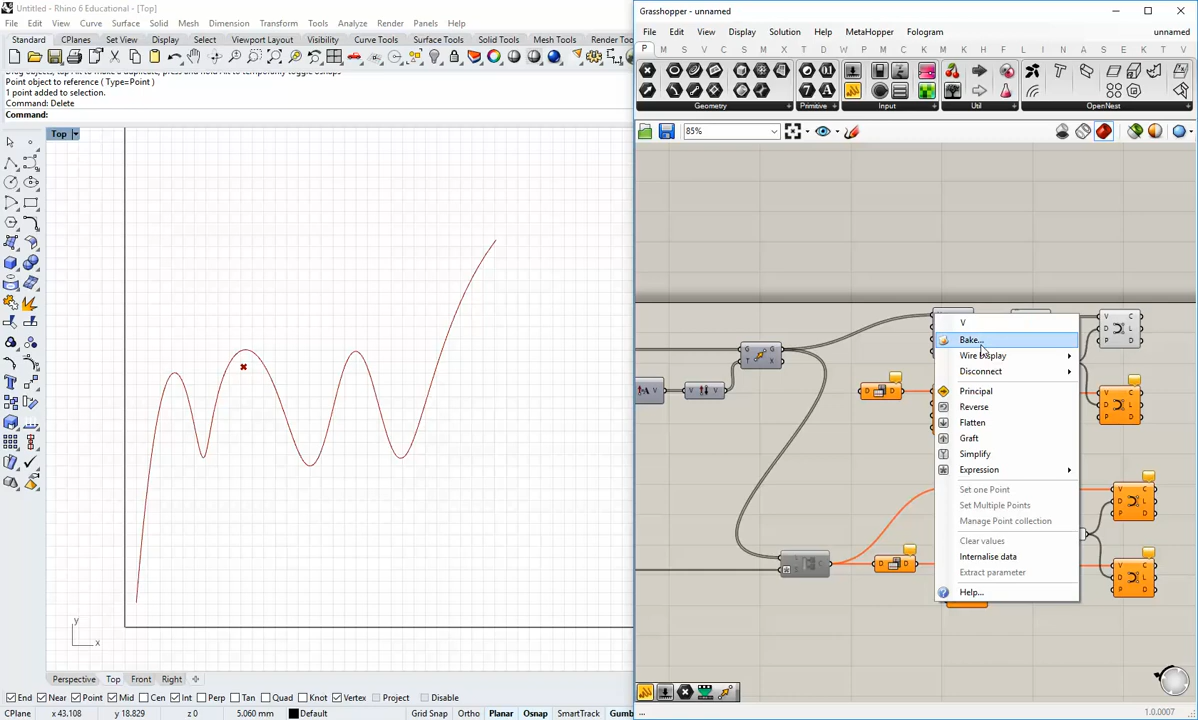 Untitled - Rhino 6 Educational - [Top]
File Edit View Curve Surface Solid Mesh Dimension Transform Tools Analyze Render Panels Help
Standard CPlanes Set View Display Select Viewport Layout Visibility Curve Tools Surface Tools Solid Tools Mesh Tools
Point object to reference ( Type=Point )
1 point added to selection.
Command: Delete
Command:
Top
y
x
Perspective Top Front Right
End Near Point Mid Cen Int Perp Tan Quad Knot Vertex Project Disable
CPlane x 43.108 y 18.829 z 0 5.060 mm Default Grid Snap Ortho Planar Osnap SmartTrack Gumb
Grasshopper - unnamed
File Edit View Display Solution Help MetaHopper Fologram unnamed
Geometry Primitive Input Util OpenNest
85%
V
Bake...
Wire Display
Disconnect
Principal
Reverse
Flatten
Graft
Simplify
Expression
Set one Point
Set Multiple Points
Manage Point collection
Clear values
Internalise data
Extract parameter
Help...
1.0.0007